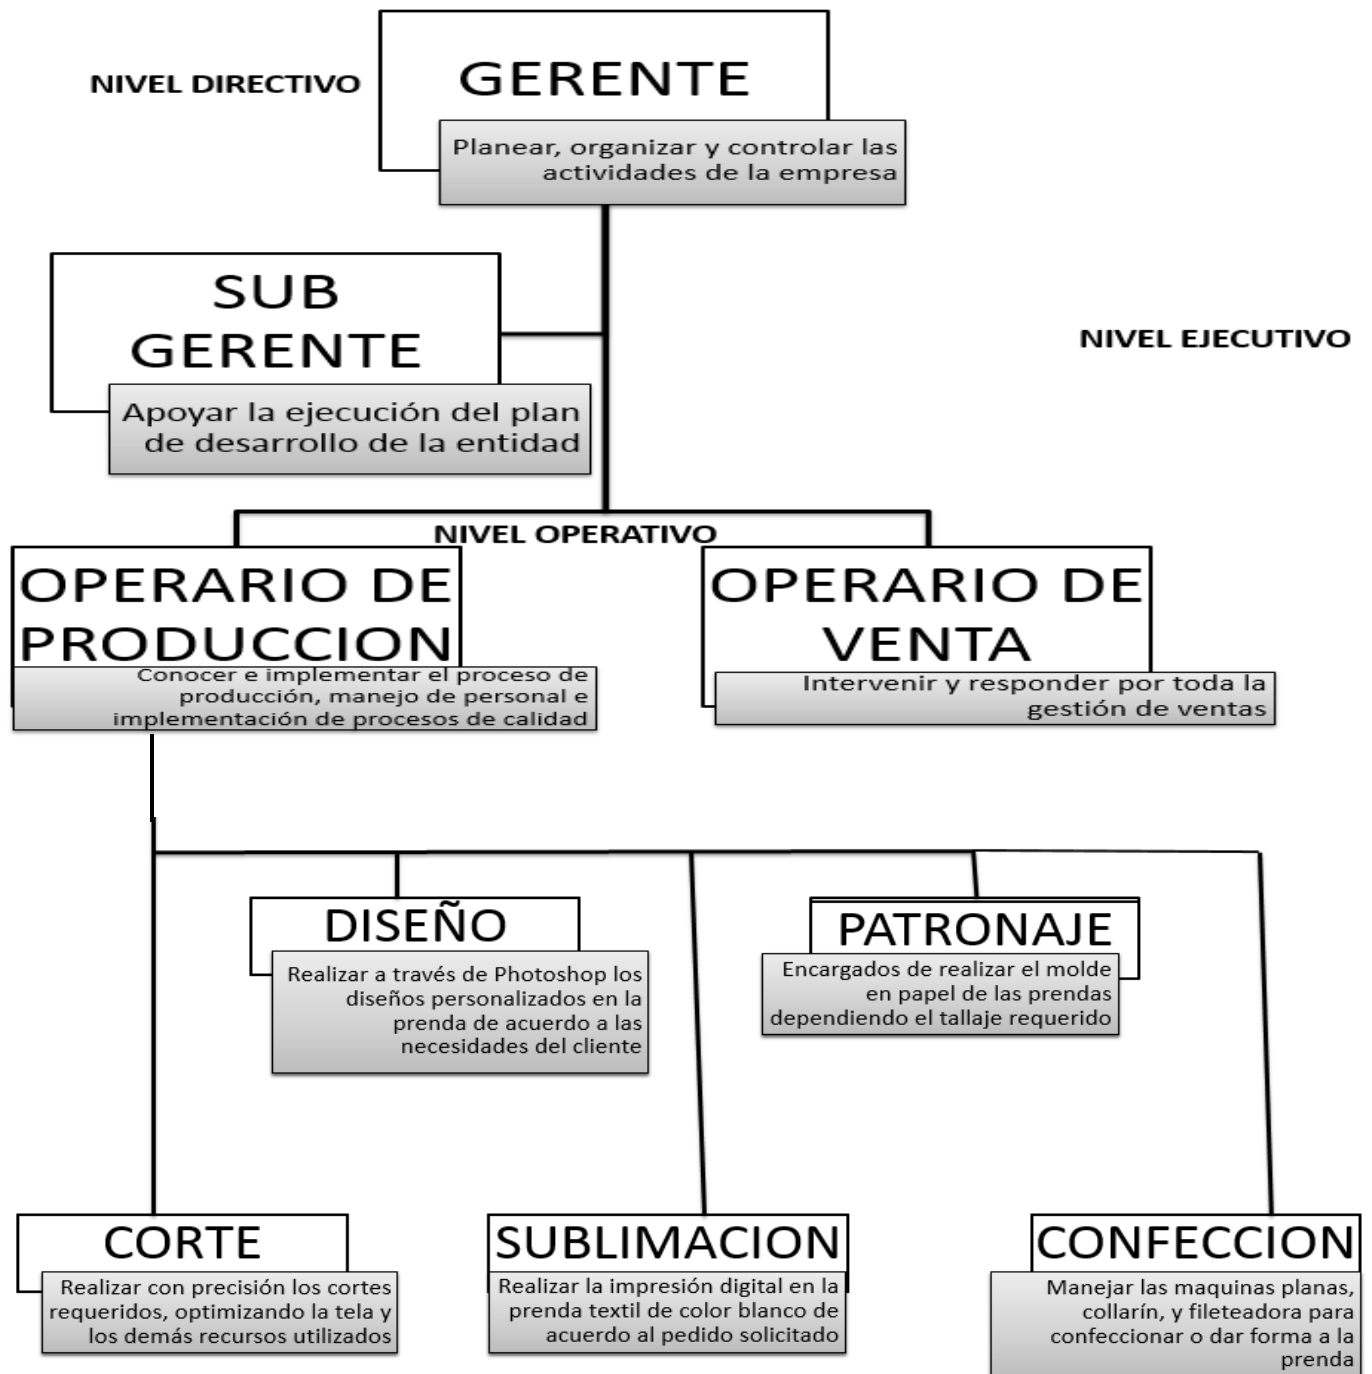 NIVEL DIRECTIVO
GERENTE
Planear, organizar y controlar las
actividades de la empresa
SUB
GERENTE
Apoyar la ejecución del plan
de desarrollo de la entidad
NIVEL EJECUTIVO
NIVEL OPERATIVO
OPERARIO DE
PRODUCCION
Conocer e implementar el proceso de
producción, manejo de personal e
implementación de procesos de calidad
OPERARIO DE
VENTA
Intervenir y responder por toda la
gestión de ventas
DISEÑO
Realizar a través de Photoshop los
diseños personalizados en la
prenda de acuerdo a las
necesidades del cliente
PATRONAJE
Encargados de realizar el molde
en papel de las prendas
dependiendo el tallaje requerido
CORTE
Realizar con precisión los cortes
requeridos, optimizando la tela y
los demás recursos utilizados
SUBLIMACION
Realizar la impresión digital en la
prenda textil de color blanco de
acuerdo al pedido solicitado
CONFECCION
Manejar las maquinas planas,
collarín, y fileteadora para
confeccionar o dar forma a la
prenda